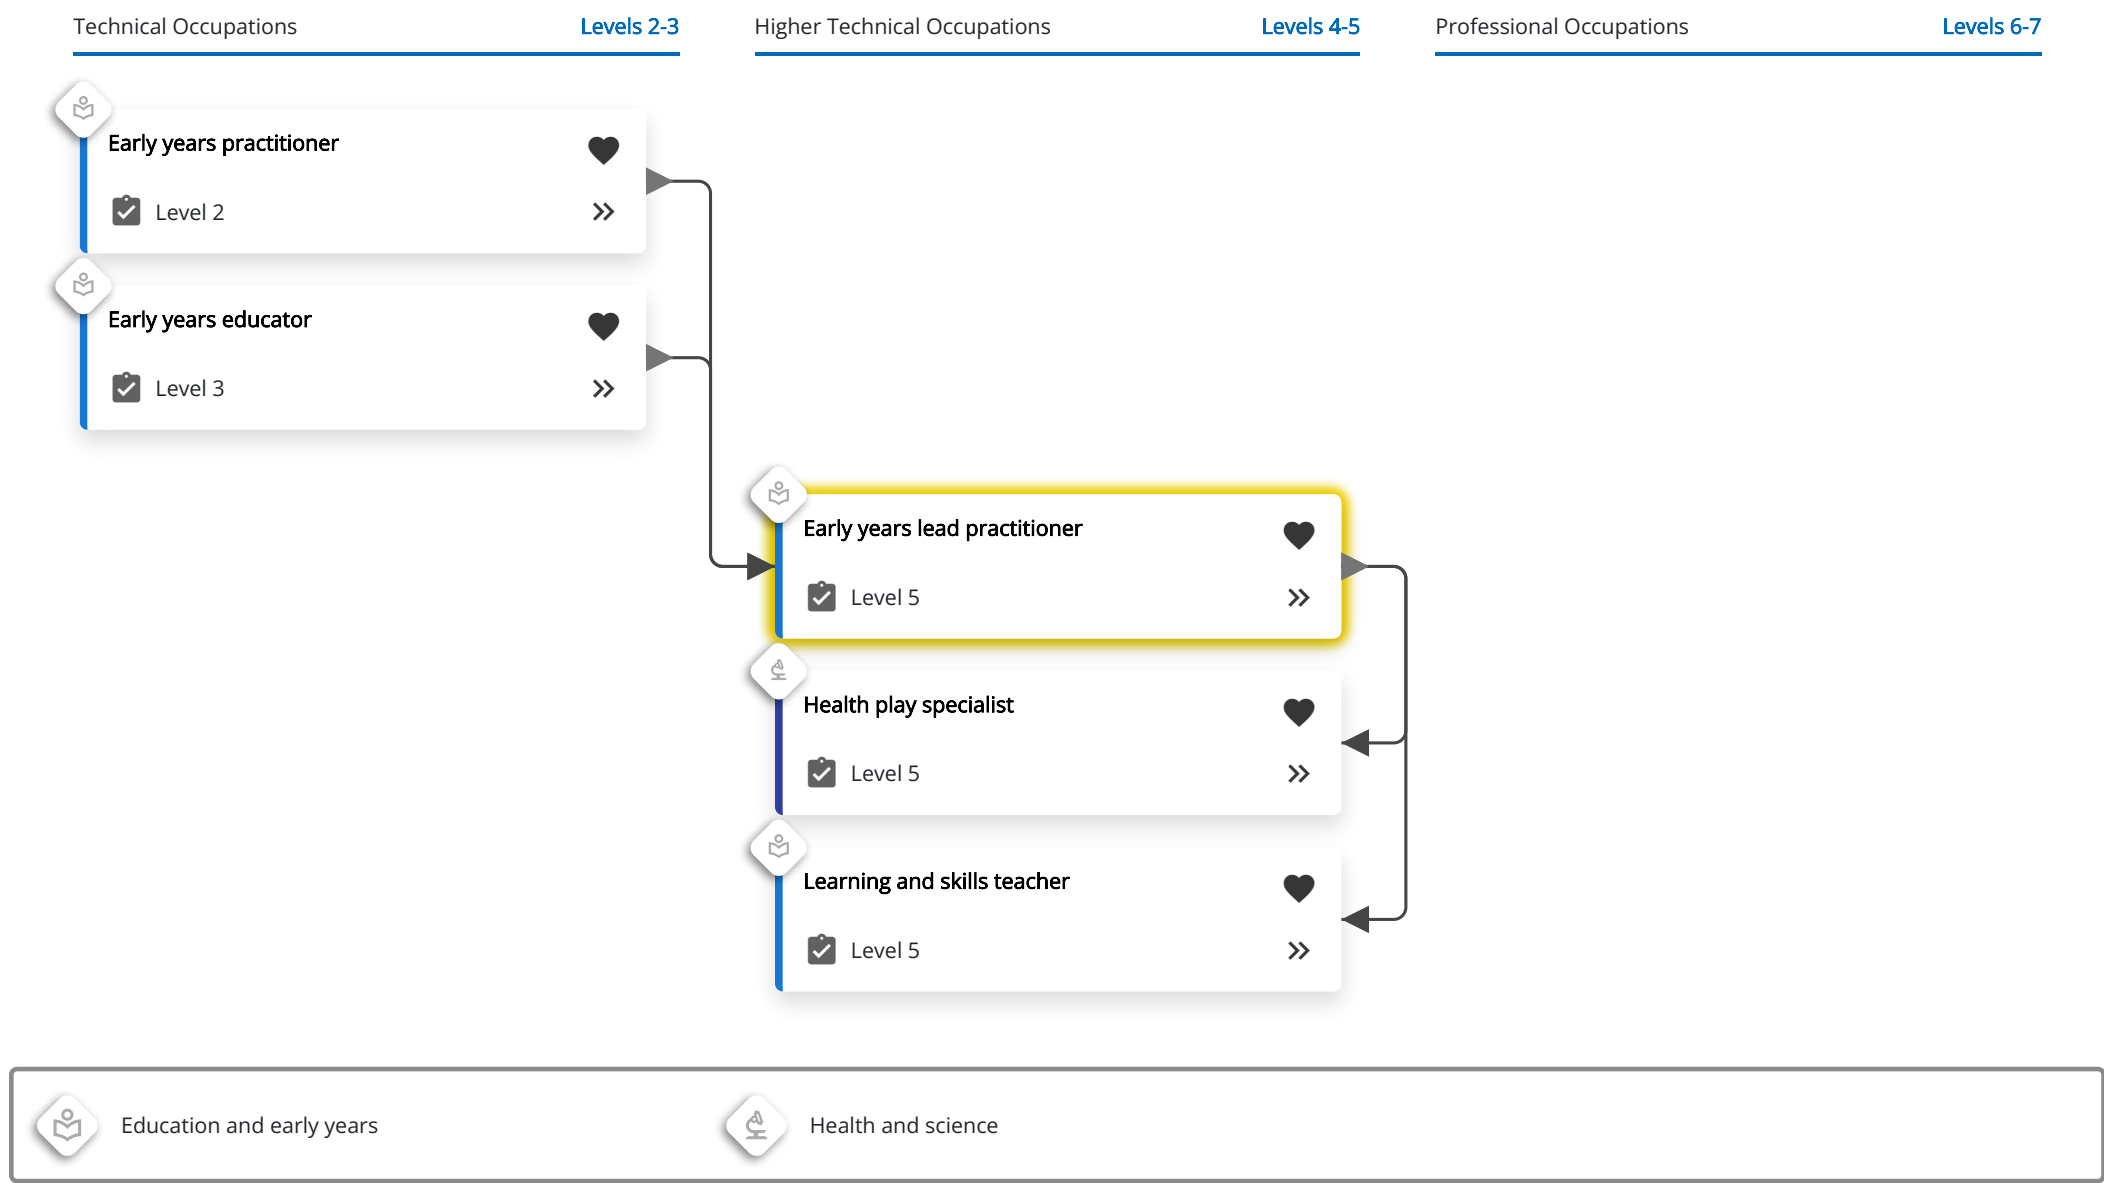 Technical Occupations Levels 2-3
Higher Technical Occupations Levels 4-5
Professional Occupations Levels 6-7
Early years practitioner
Level 2
Early years educator
Level 3
Early years lead practitioner
Level 5
Health play specialist
Level 5
Learning and skills teacher
Level 5
Education and early years
Health and science